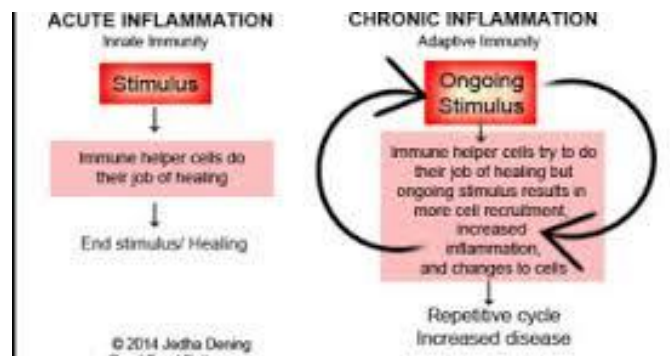 ACUTE INFLAMMATION
Innate Immunity
Stimulus
Immune helper cells do
their job of healing
End stimulus/ Healing
© 2014 Jedha Dening
CHRONIC INFLAMMATION
Adaptive Immunity
Ongoing
Stimulus
Immune helper cells try to do
their job of healing but
ongoing stimulus results in
more cell recruitment,
increased
inflammation,
and changes to cells
Repetitive cycle
Increased disease